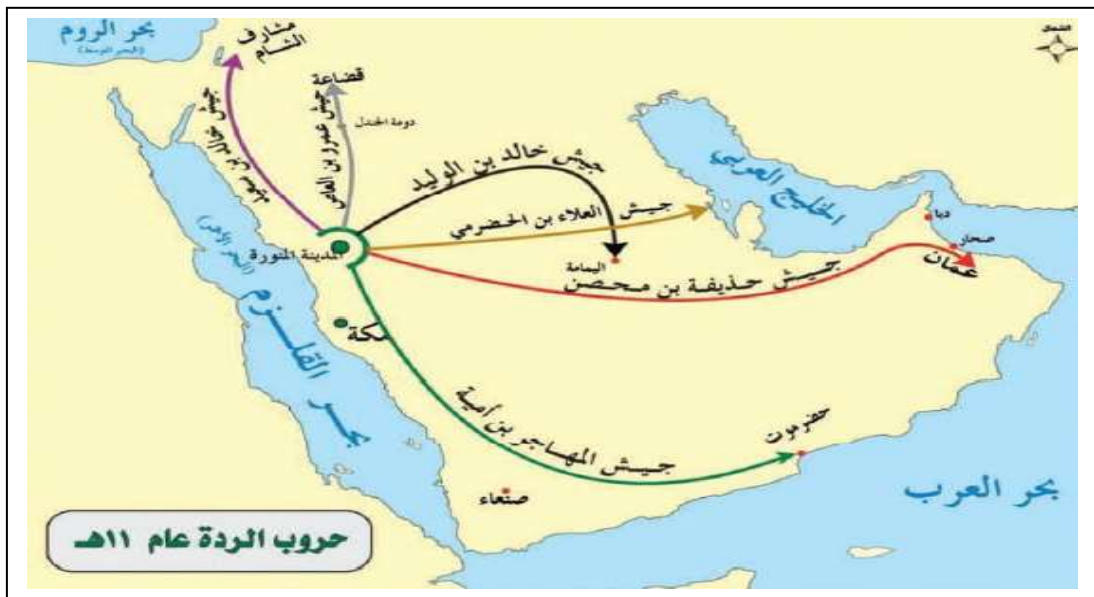 بحر الروم
(البحر المتوسط)
مشارف
الشام
الشمال
قضاعة
دومة الجندل
جيش خالد بن سعيد
جيش عمرو بن العاص
جيش خالد بن الوليد
جيش العلاء بن الحضرمي
الخليج العربي
دبا
صحار
عمان
المدينة المنورة
اليمامة
جيش حذيفة بن محصن
مكة
بحر القلزم
(البحر الأحمر)
جيش المهاجر بن أمية
حضرموت
صنعاء
بحر العرب
حروب الردة عام ١١هـ